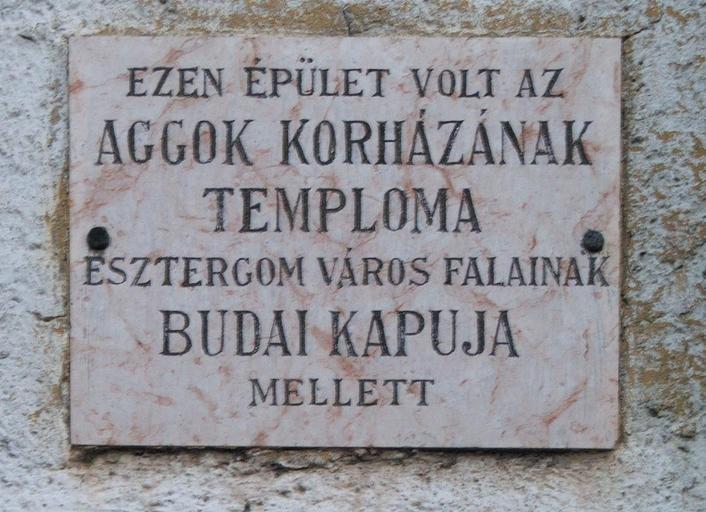 EZEN ÉPÜLET VOLT AZ
AGGOK KORHÁZÁNAK
TEMPLOMA
ESZTERGOM VÁROS FALAINAK
BUDAI KAPUJA
MELLETT